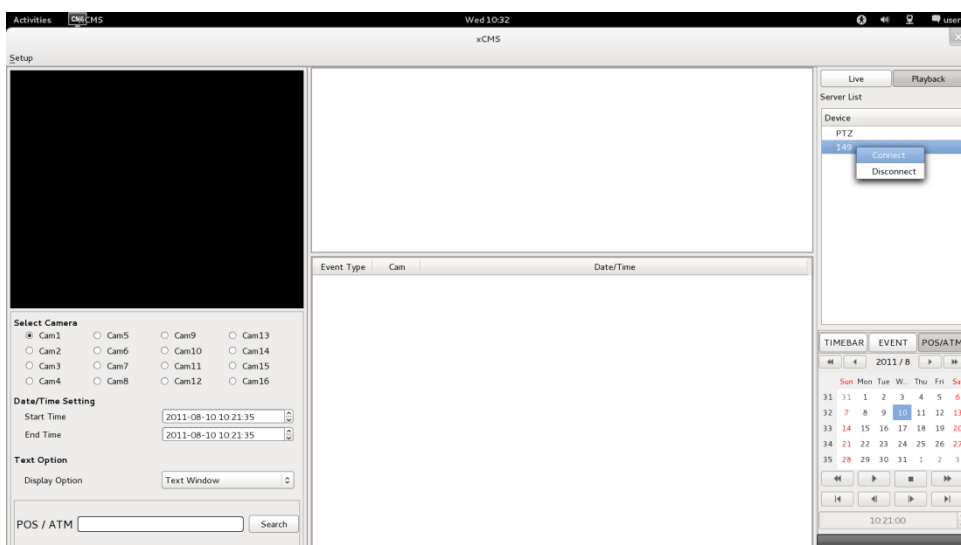 Activities CMS xCMS Wed 10:32 user
xCMS
Setup
Live Playback
Server List
Device
PTZ
149
Connect
Disconnect
Event Type Cam Date/Time
Select Camera
Cam1 Cam5 Cam9 Cam13
Cam2 Cam6 Cam10 Cam14
Cam3 Cam7 Cam11 Cam15
Cam4 Cam8 Cam12 Cam16
Date/Time Setting
Start Time 2011-08-10 10:21:35
End Time 2011-08-10 10:21:35
Text Option
Display Option Text Window
POS / ATM Search
TIMEBAR EVENT POS/ATM
2011 / 8
Sun Mon Tue W... Thu Fri Sa
31 31 1 2 3 4 5 6
32 7 8 9 10 11 12 13
33 14 15 16 17 18 19 20
34 21 22 23 24 25 26 27
35 28 29 30 31 1 2 3
10:21:00